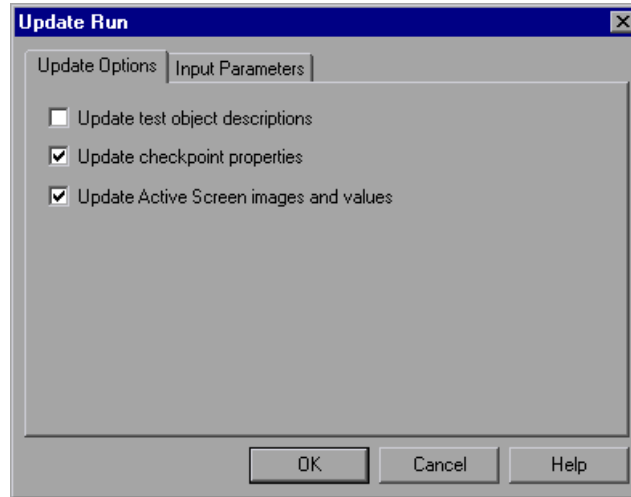 Update Run
Update Options Input Parameters
Update test object descriptions
Update checkpoint properties
Update Active Screen images and values
OK Cancel Help